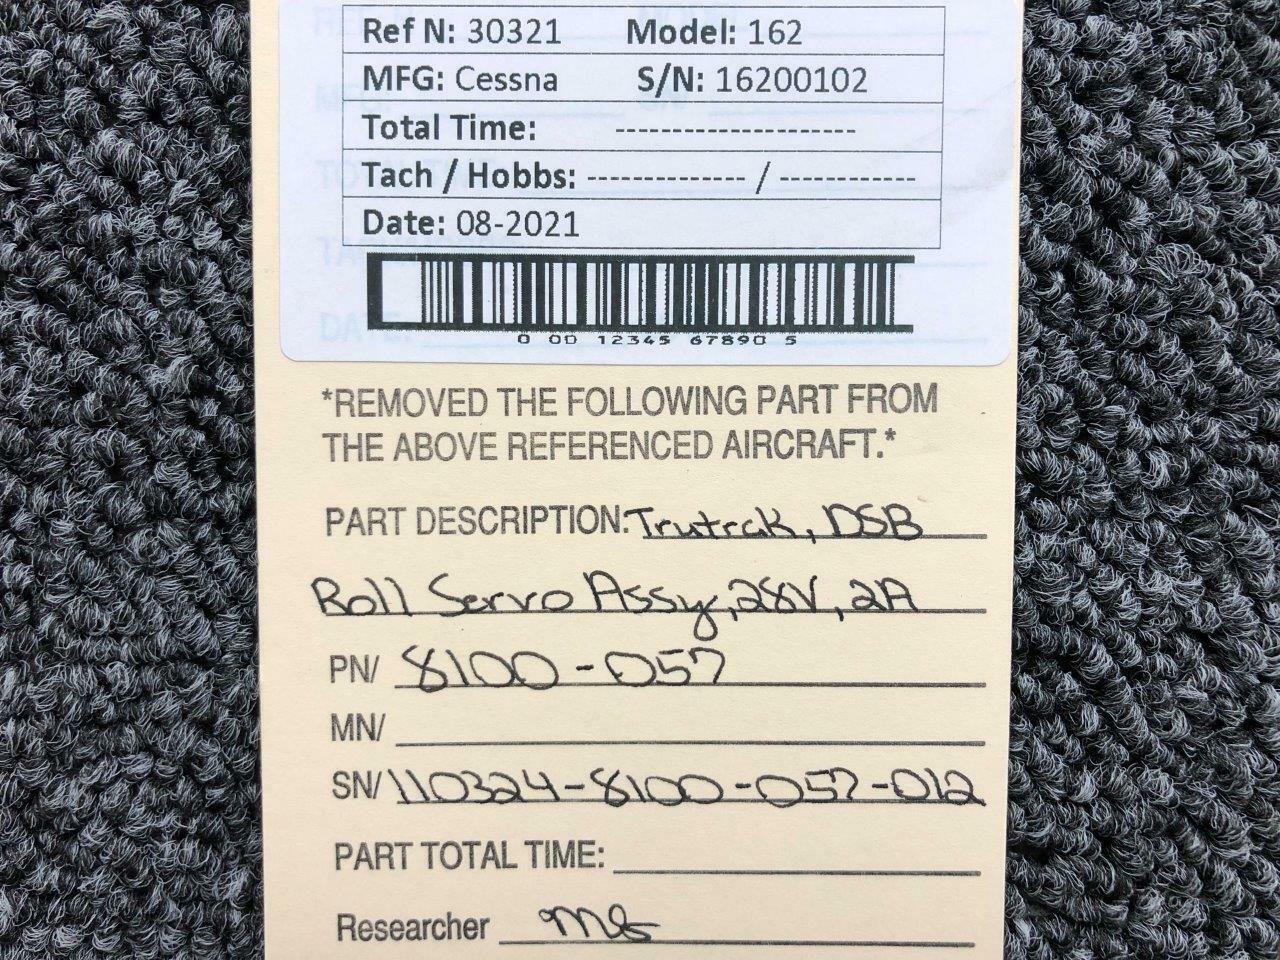 Ref N: 30321 Model: 162
MFG: Cessna S/N: 16200102
Total Time: ---------------------
Tach / Hobbs: -------------- / ------------
Date: 08-2021
0 00 12345 67890 5
*REMOVED THE FOLLOWING PART FROM
THE ABOVE REFERENCED AIRCRAFT.*
PART DESCRIPTION: Trutrak, DSB
Roll Servo Assy, 28V, 2A
PN/ 8100-057
MN/
SN/ 110324-8100-057-012
PART TOTAL TIME:
Researcher